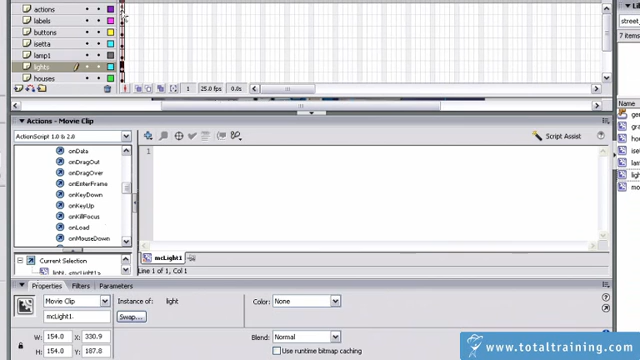 actions
Lib
labels
street_
buttons
7 items
isetta
lamp1
lights
houses
1
25.0 fps
0.0s
Actions - Movie Clip
Name
ActionScript 1.0 & 2.0
Script Assist
onData
1
onDragOut
onDragOver
onEnterFrame
onKeyDown
onKeyUp
onKillFocus
onLoad
onMouseDown
Current Selection
mcLight1
Line 1 of 1, Col 1
Properties
Filters
Parameters
Movie Clip
Instance of:
light
Color:
None
mcLight1
Swap...
W: 154.0
X: 330.9
Blend:
Normal
H: 154.0
Y: 187.8
Use runtime bitmap caching
www.totaltraining.com